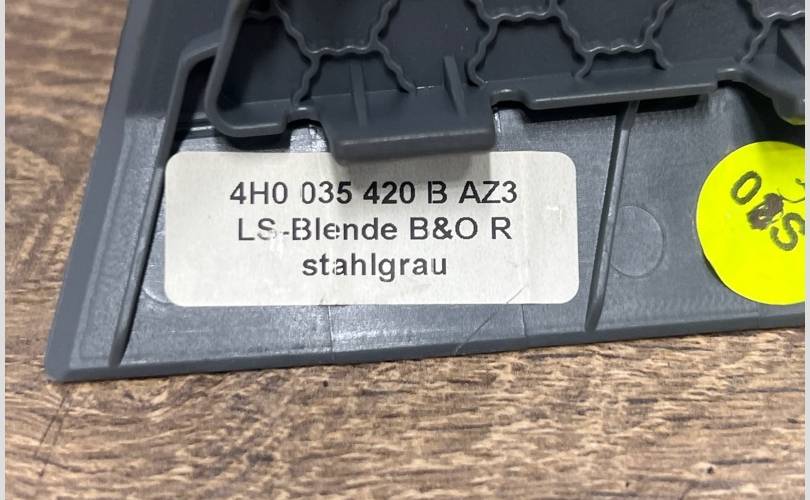 4H0 035 420 B AZ3
LS-Blende B&O R
stahlgrau